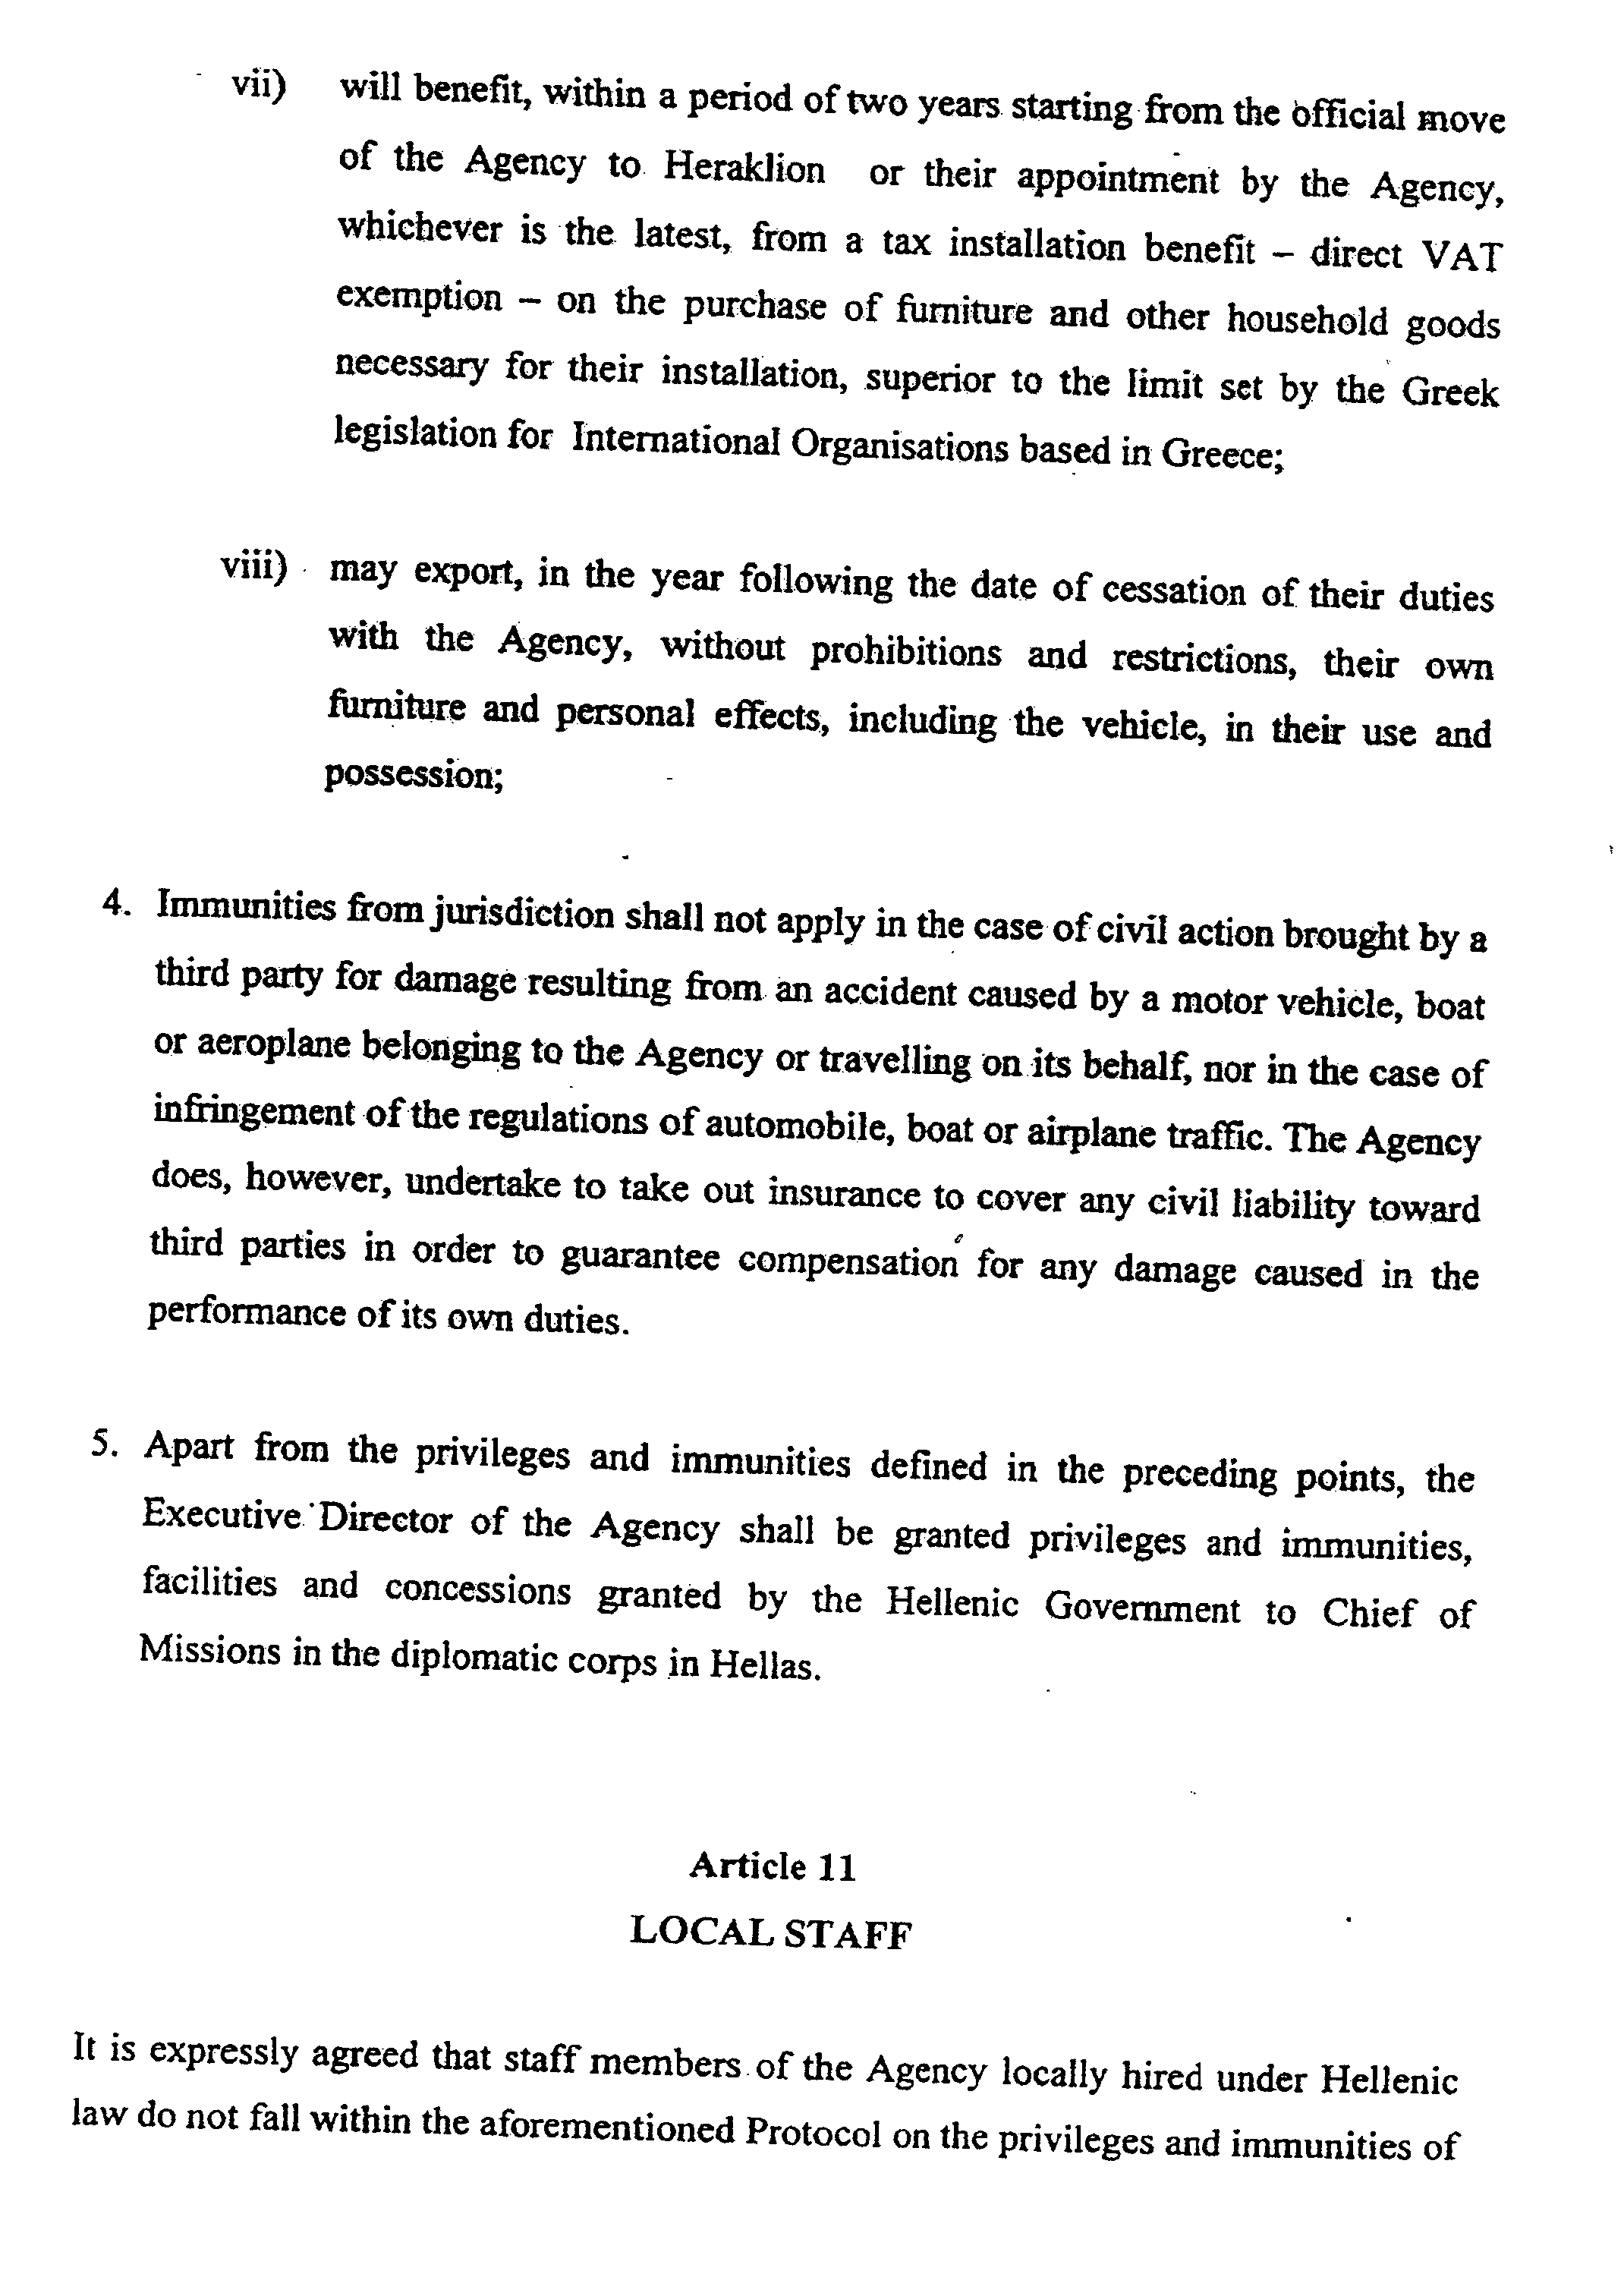 vii) will benefit, within a period of two years starting from the official move
of the Agency to Heraklion or their appointment by the Agency,
whichever is the latest, from a tax installation benefit – direct VAT
exemption – on the purchase of furniture and other household goods
necessary for their installation, superior to the limit set by the Greek
legislation for International Organisations based in Greece;
viii) may export, in the year following the date of cessation of their duties
with the Agency, without prohibitions and restrictions, their own
furniture and personal effects, including the vehicle, in their use and
possession;
4. Immunities from jurisdiction shall not apply in the case of civil action brought by a
third party for damage resulting from an accident caused by a motor vehicle, boat
or aeroplane belonging to the Agency or travelling on its behalf, nor in the case of
infringement of the regulations of automobile, boat or airplane traffic. The Agency
does, however, undertake to take out insurance to cover any civil liability toward
third parties in order to guarantee compensation for any damage caused in the
performance of its own duties.
5. Apart from the privileges and immunities defined in the preceding points, the
Executive Director of the Agency shall be granted privileges and immunities,
facilities and concessions granted by the Hellenic Government to Chief of
Missions in the diplomatic corps in Hellas.
Article 11
LOCAL STAFF
It is expressly agreed that staff members of the Agency locally hired under Hellenic
law do not fall within the aforementioned Protocol on the privileges and immunities of